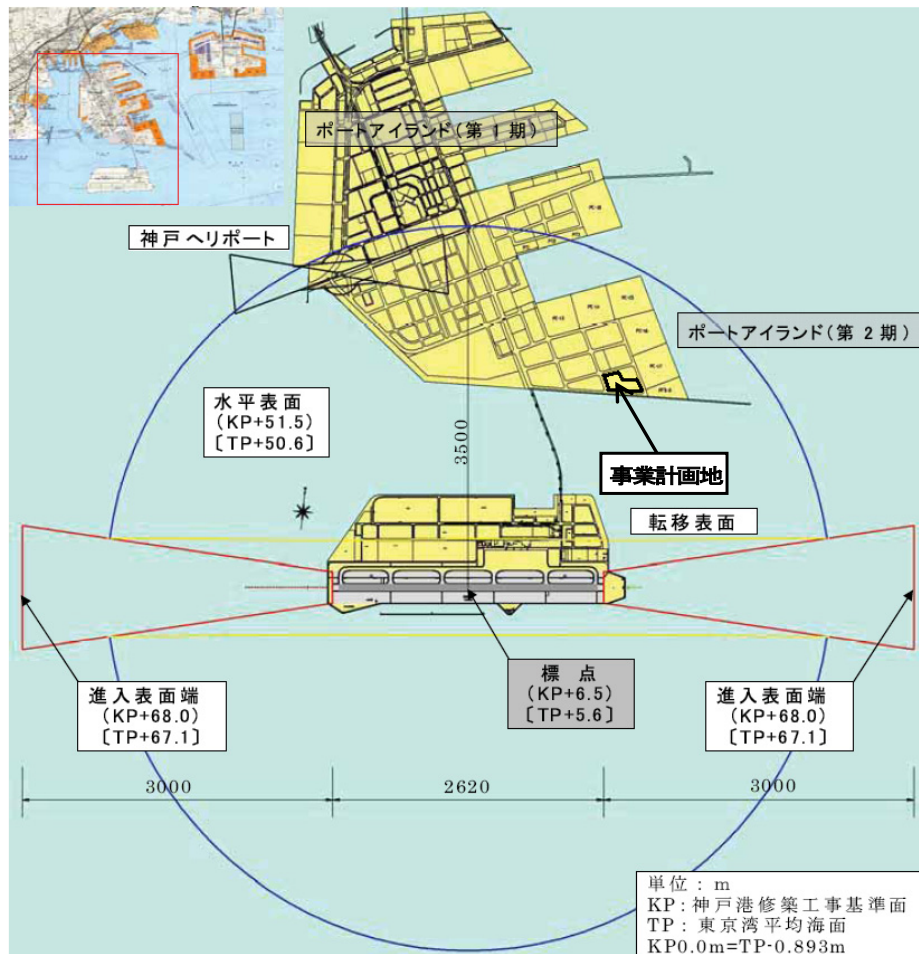 ポートアイランド(第1期)
神戸ヘリポート
ポートアイランド(第2期)
水平表面
(KP+51.5)
〔TP+50.6〕
3500
事業計画地
転移表面
標点
(KP+6.5)
〔TP+5.6〕
進入表面端
(KP+68.0)
〔TP+67.1〕
進入表面端
(KP+68.0)
〔TP+67.1〕
3000
2620
3000
単位：m
KP：神戸港修築工事基準面
TP：東京湾平均海面
KP0.0m=TP-0.893m